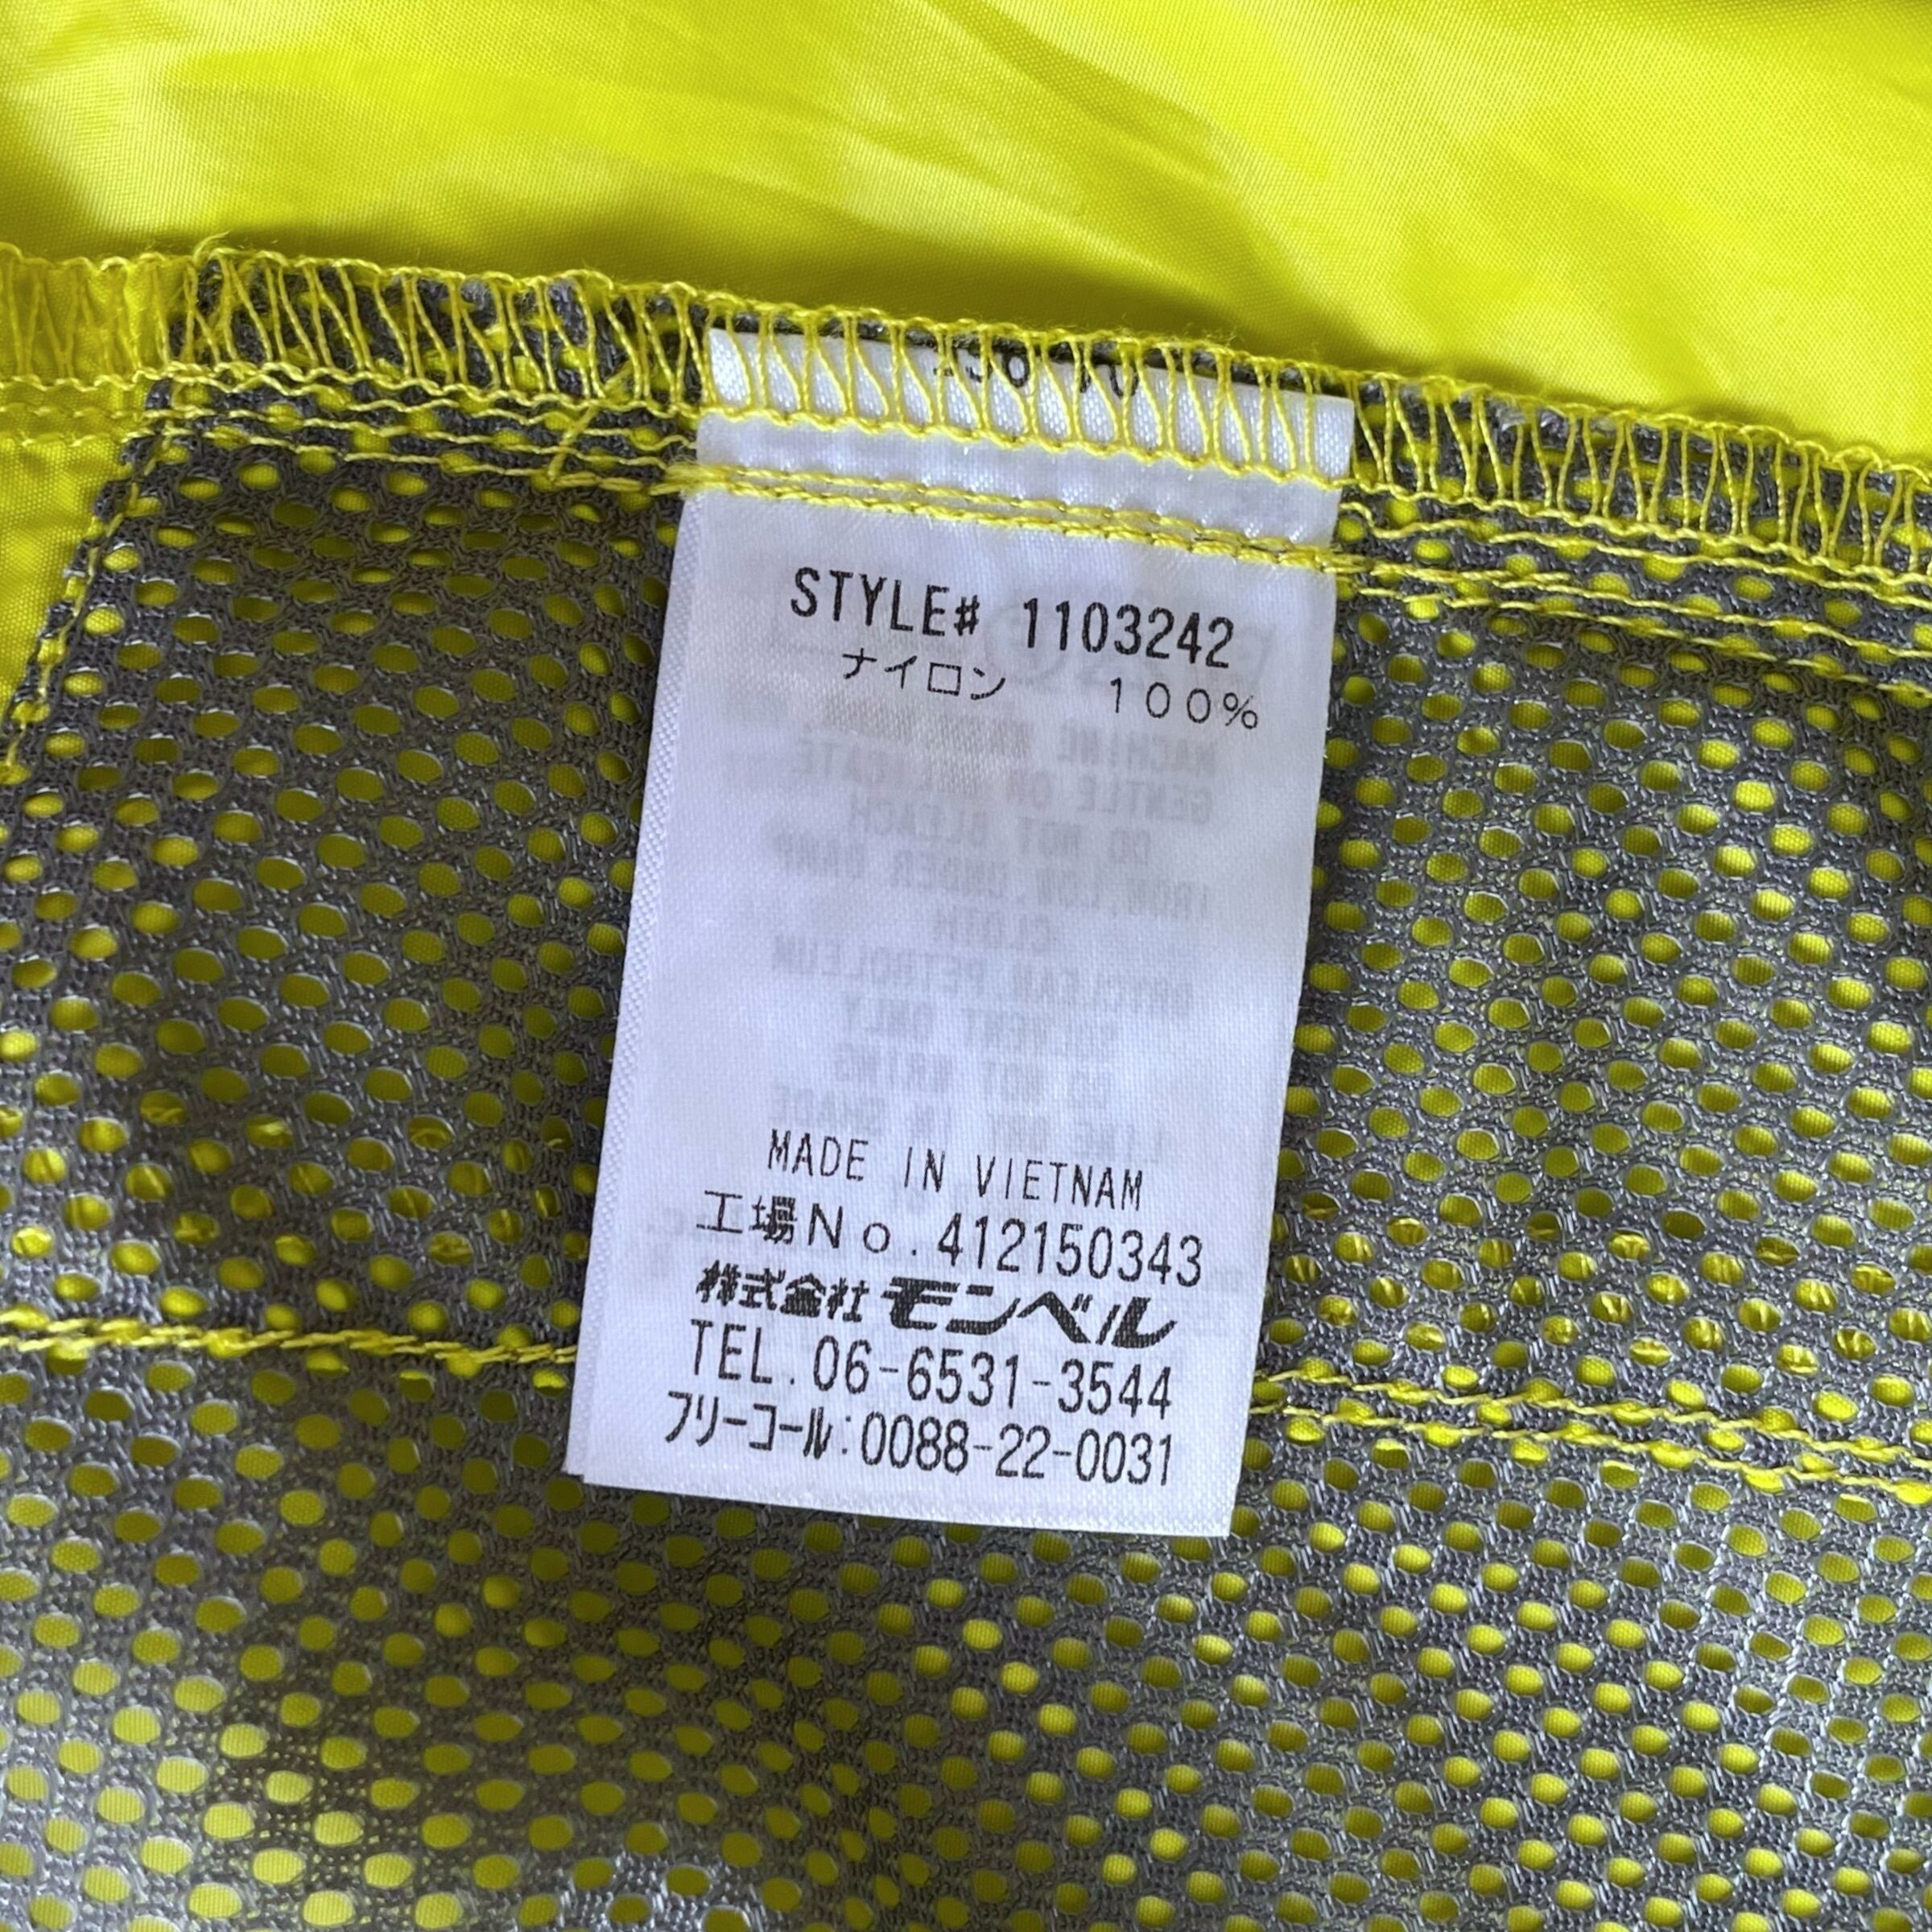 STYLE# 1103242
ナイロン 100%
MADE IN VIETNAM
工場No.412150343
株式会社モンベル
TEL.06-6531-3544
フリーコール:0088-22-0031